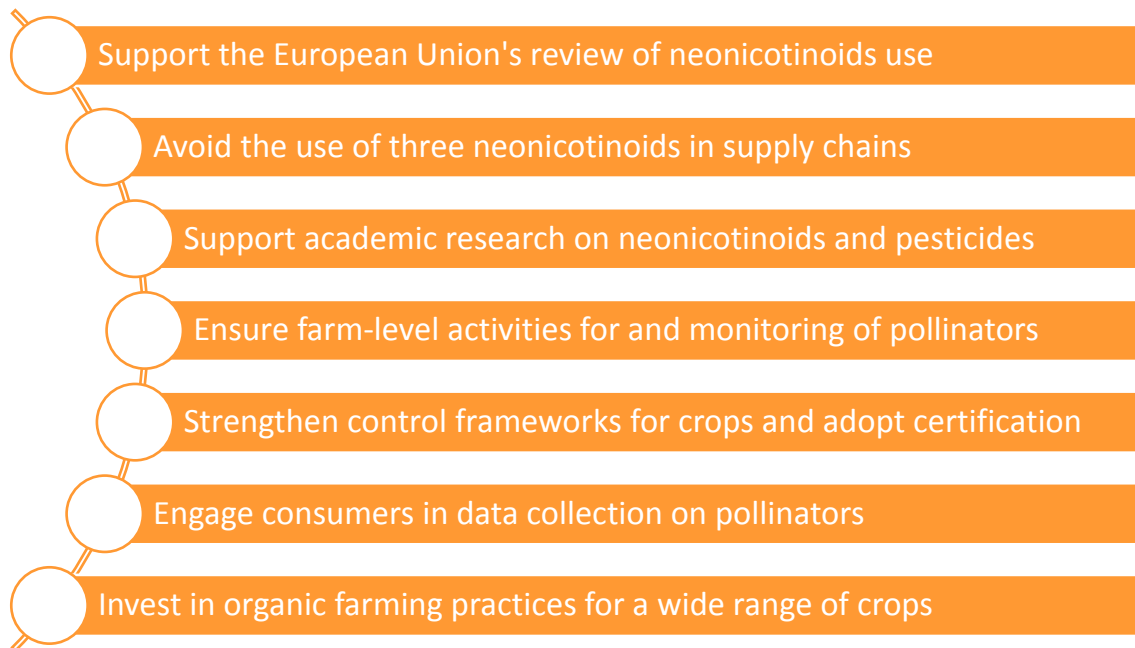 Support the European Union's review of neonicotinoids use
Avoid the use of three neonicotinoids in supply chains
Support academic research on neonicotinoids and pesticides
Ensure farm-level activities for and monitoring of pollinators
Strengthen control frameworks for crops and adopt certification
Engage consumers in data collection on pollinators
Invest in organic farming practices for a wide range of crops